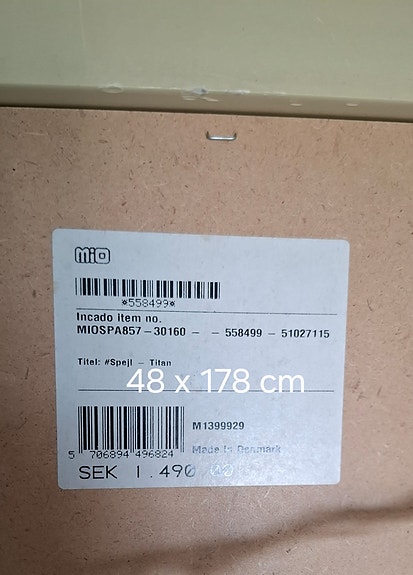 mio
*558499*
Incado Item no.
MIOSPA857-30160 - - 558499 - 51027115
Titel: #Spejl - Titan
48 x 178 cm
M1399929
Made in Denmark
5 706894 496824
SEK 1.490